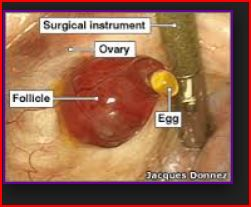 Surgical instrument
Ovary
Follicle
Egg
Jacques Donnez